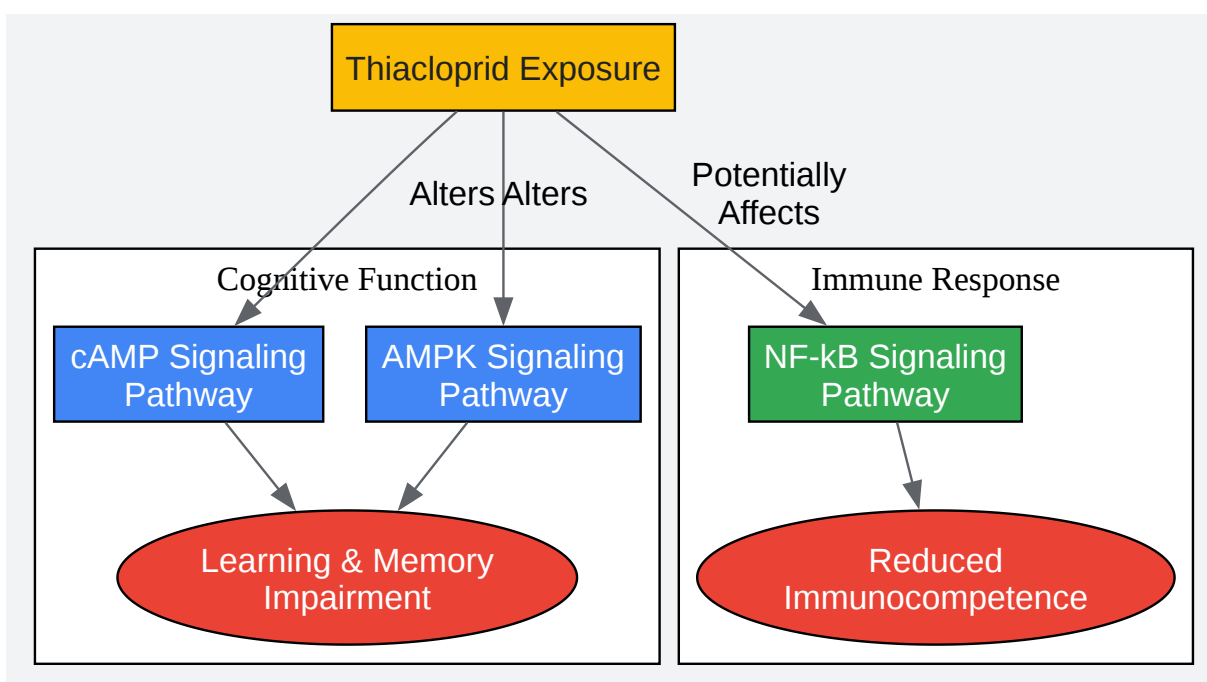 Thiacloprid Exposure
Alters Alters
Potentially
Affects
Cognitive Function
Immune Response
cAMP Signaling
Pathway
AMPK Signaling
Pathway
NF-kB Signaling
Pathway
Learning & Memory
Impairment
Reduced
Immunocompetence